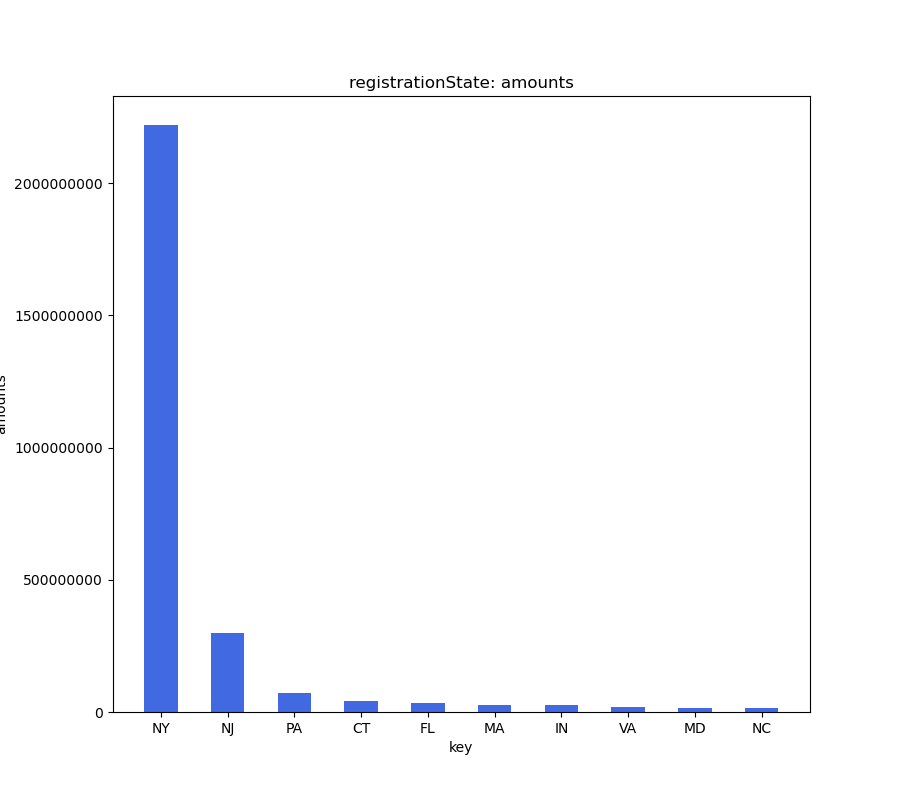 registrationState: amounts
2000000000
1500000000
1000000000
500000000
0
amounts
NY NJ PA CT FL MA IN VA MD NC
key